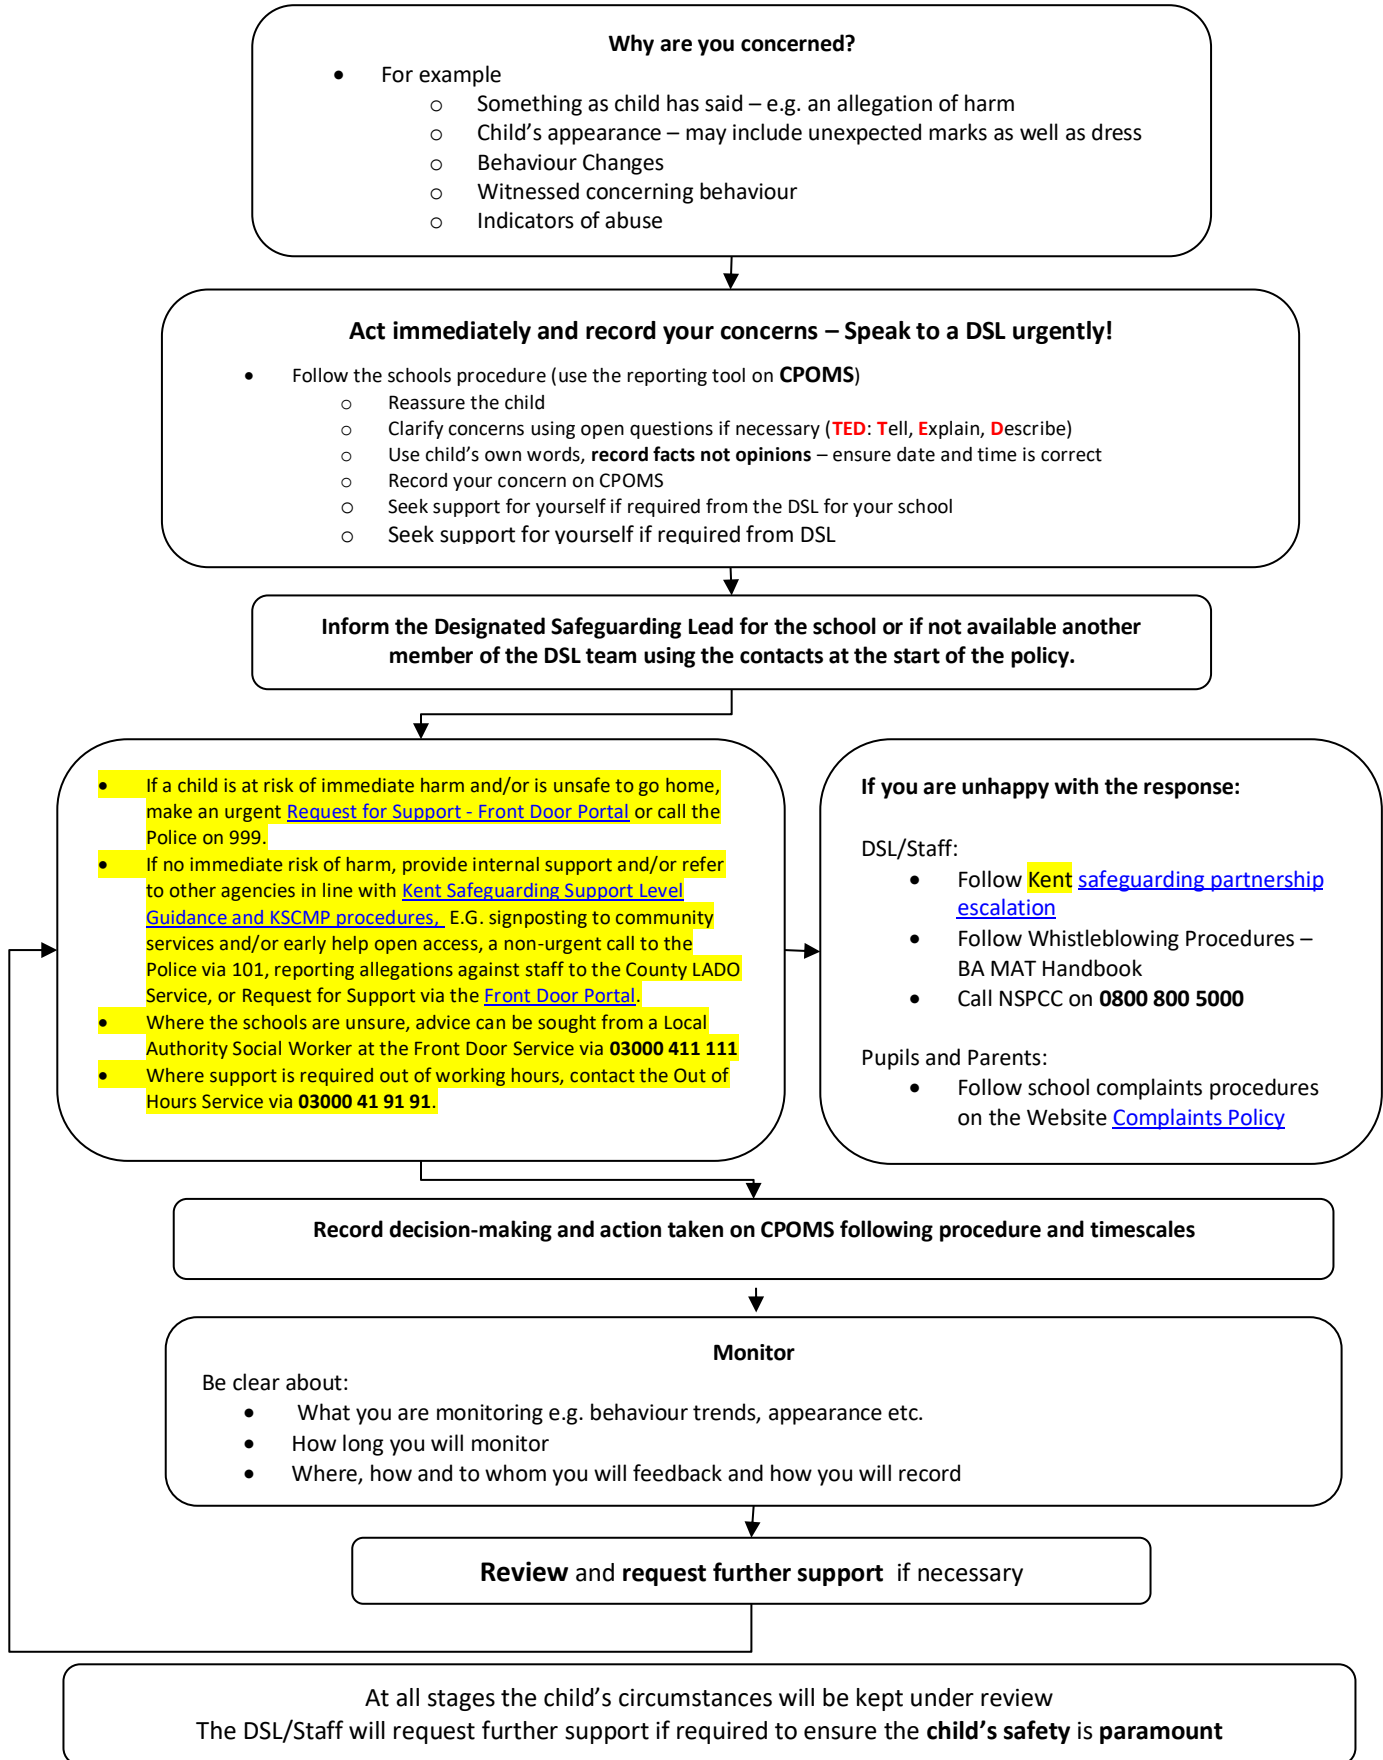 Why are you concerned?
• For example
o Something as child has said – e.g. an allegation of harm
o Child's appearance – may include unexpected marks as well as dress
o Behaviour Changes
o Witnessed concerning behaviour
o Indicators of abuse
Act immediately and record your concerns – Speak to a DSL urgently!
• Follow the schools procedure (use the reporting tool on CPOMS)
o Reassure the child
o Clarify concerns using open questions if necessary (TED: Tell, Explain, Describe)
o Use child's own words, record facts not opinions – ensure date and time is correct
o Record your concern on CPOMS
o Seek support for yourself if required from the DSL for your school
o Seek support for yourself if required from DSL
Inform the Designated Safeguarding Lead for the school or if not available another
member of the DSL team using the contacts at the start of the policy.
• If a child is at risk of immediate harm and/or is unsafe to go home,
make an urgent Request for Support - Front Door Portal or call the
Police on 999.
• If no immediate risk of harm, provide internal support and/or refer
to other agencies in line with Kent Safeguarding Support Level
Guidance and KSCMP procedures, E.G. signposting to community
services and/or early help open access, a non-urgent call to the
Police via 101, reporting allegations against staff to the County LADO
Service, or Request for Support via the Front Door Portal.
• Where the schools are unsure, advice can be sought from a Local
Authority Social Worker at the Front Door Service via 03000 411 111
• Where support is required out of working hours, contact the Out of
Hours Service via 03000 41 91 91.
If you are unhappy with the response:
DSL/Staff:
• Follow Kent safeguarding partnership
escalation
• Follow Whistleblowing Procedures –
BA MAT Handbook
• Call NSPCC on 0800 800 5000
Pupils and Parents:
• Follow school complaints procedures
on the Website Complaints Policy
Record decision-making and action taken on CPOMS following procedure and timescales
Monitor
Be clear about:
• What you are monitoring e.g. behaviour trends, appearance etc.
• How long you will monitor
• Where, how and to whom you will feedback and how you will record
Review and request further support if necessary
At all stages the child's circumstances will be kept under review
The DSL/Staff will request further support if required to ensure the child's safety is paramount